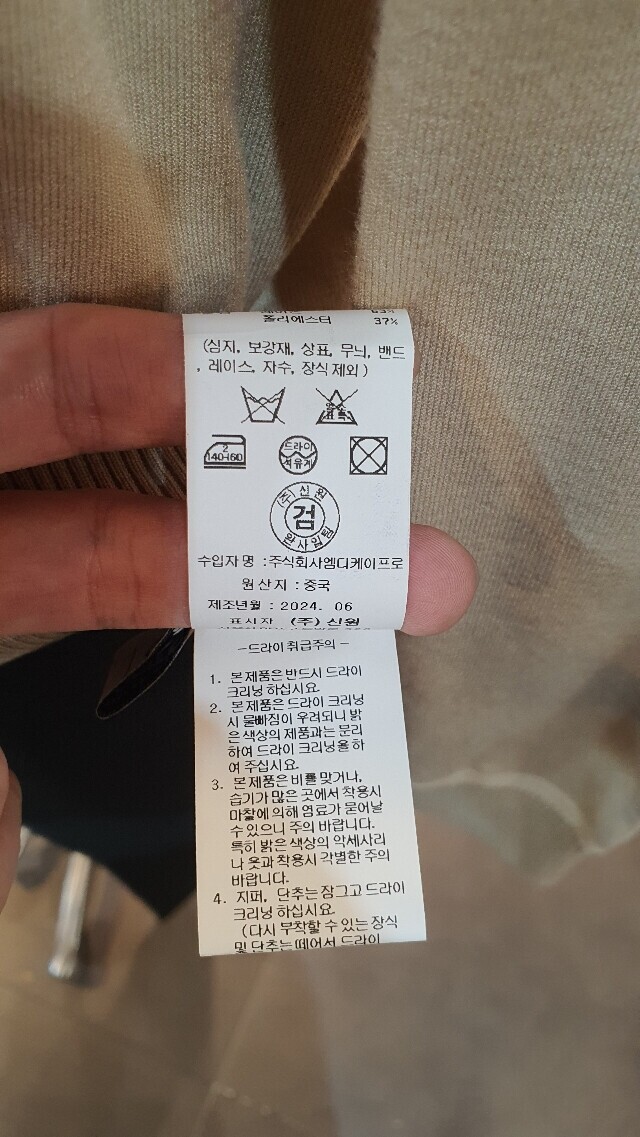 63%
폴리에스터 37%
(심지, 보강재, 상표, 무늬, 밴드
, 레이스, 자수, 장식 제외)
염소
표백
2
140-160
드라이
석유계
(주)신원
검
완사입팀
수입자 명 : 주식회사엠디케이프로
원산지 : 중국
제조년월 : 2024. 06
표시자 (주) 신원
-드라이 취급주의-
1. 본제품은 반드시 드라이
크리닝 하십시요.
2. 본제품은 드라이 크리닝
시 물빠짐이 우려되니 밝
은색상의 제품과는 분리
하여 드라이 크리닝을 하
여 주십시요.
3. 본제품은 비를 맞거나,
습기가 많은 곳에서 착용시
마찰에 의해 염료가 묻어날
수 있으니 주의 바랍니다.
특히 밝은 색상의 악세사리
나 옷과 착용시 각별한 주의
바랍니다.
4. 지퍼, 단추는 잠그고 드라이
크리닝 하십시요.
(다시 부착할 수 있는 장식
및 단추는 떼어서 드라이